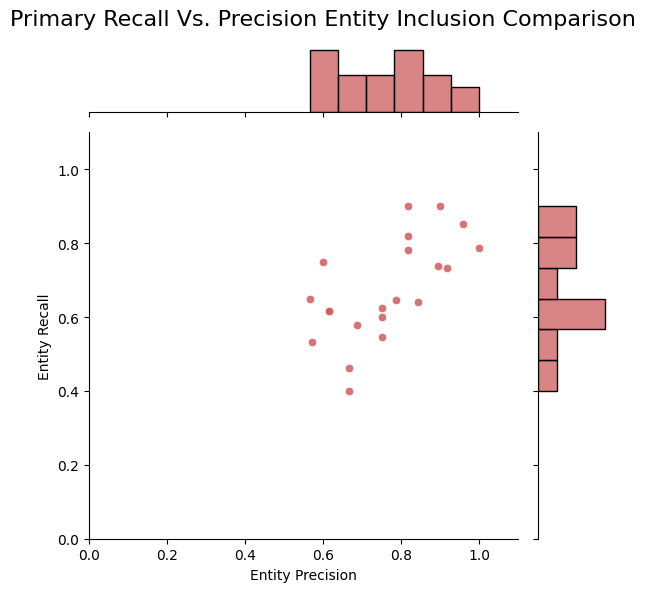 Primary Recall Vs. Precision Entity Inclusion Comparison
1.0
0.8
0.6
0.4
0.2
0.0
Entity Recall
0.0 0.2 0.4 0.6 0.8 1.0
Entity Precision